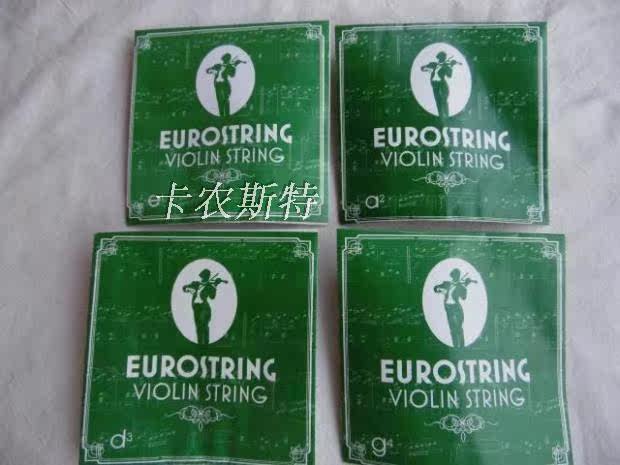 EUROSTRING
VIOLIN STRING
e¹
EUROSTRING
VIOLIN STRING
a²
卡农斯特
EUROSTRING
VIOLIN STRING
d³
EUROSTRING
VIOLIN STRING
g⁴